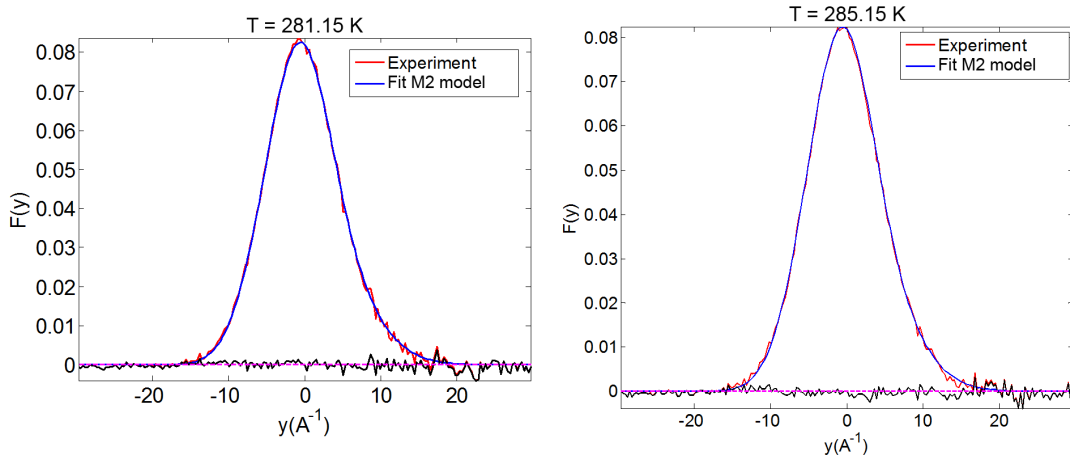 T = 281.15 K
Experiment
Fit M2 model
F(y)
0.08
0.07
0.06
0.05
0.04
0.03
0.02
0.01
0
-20
-10
0
10
20
y(A⁻¹)
T = 285.15 K
Experiment
Fit M2 model
F(y)
0.08
0.07
0.06
0.05
0.04
0.03
0.02
0.01
0
-20
-10
0
10
20
y(A⁻¹)